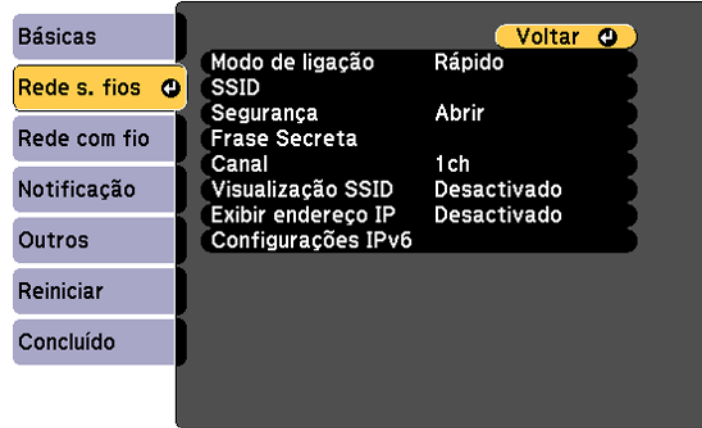 Básicas
Rede s. fios
Rede com fio
Notificação
Outros
Reiniciar
Concluído
Voltar
Modo de ligação Rápido
SSID
Segurança Abrir
Frase Secreta
Canal 1ch
Visualização SSID Desactivado
Exibir endereço IP Desactivado
Configurações IPv6